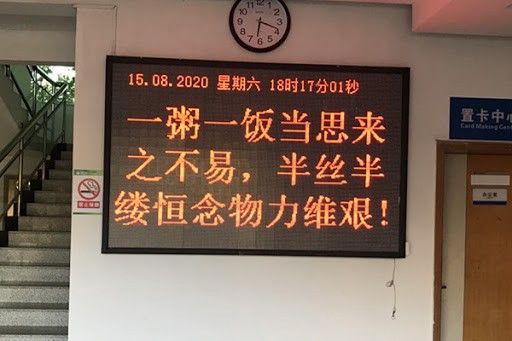 15.08.2020 星期六 18时17分01秒
一粥一饭当思来
之不易，半丝半
缕恒念物力维艰！
置卡中心
Card Making Cent